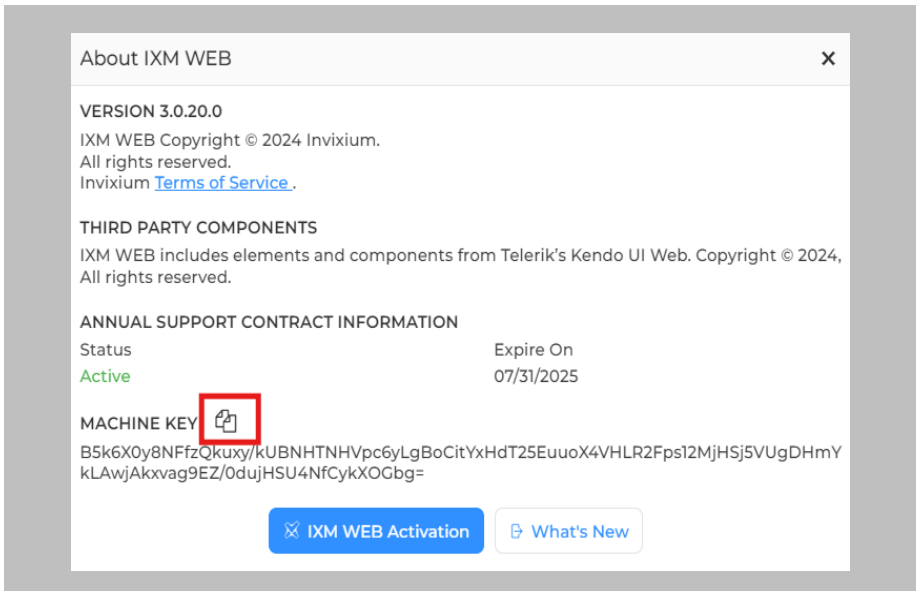 About IXM WEB
VERSION 3.0.20.0
IXM WEB Copyright © 2024 Invixium.
All rights reserved.
Invixium Terms of Service .
THIRD PARTY COMPONENTS
IXM WEB includes elements and components from Telerik's Kendo UI Web. Copyright © 2024,
All rights reserved.
ANNUAL SUPPORT CONTRACT INFORMATION
Status Expire On
Active 07/31/2025
MACHINE KEY
B5k6X0y8NFfzQkuxy/kUBNHTNHVpc6yLgBoCitYxHdT25EuuoX4VHLR2Fps12MjHSj5VUgDHmY
kLAwjAkxvag9EZ/0dujHSU4NfCykXOGbg=
IXM WEB Activation What's New